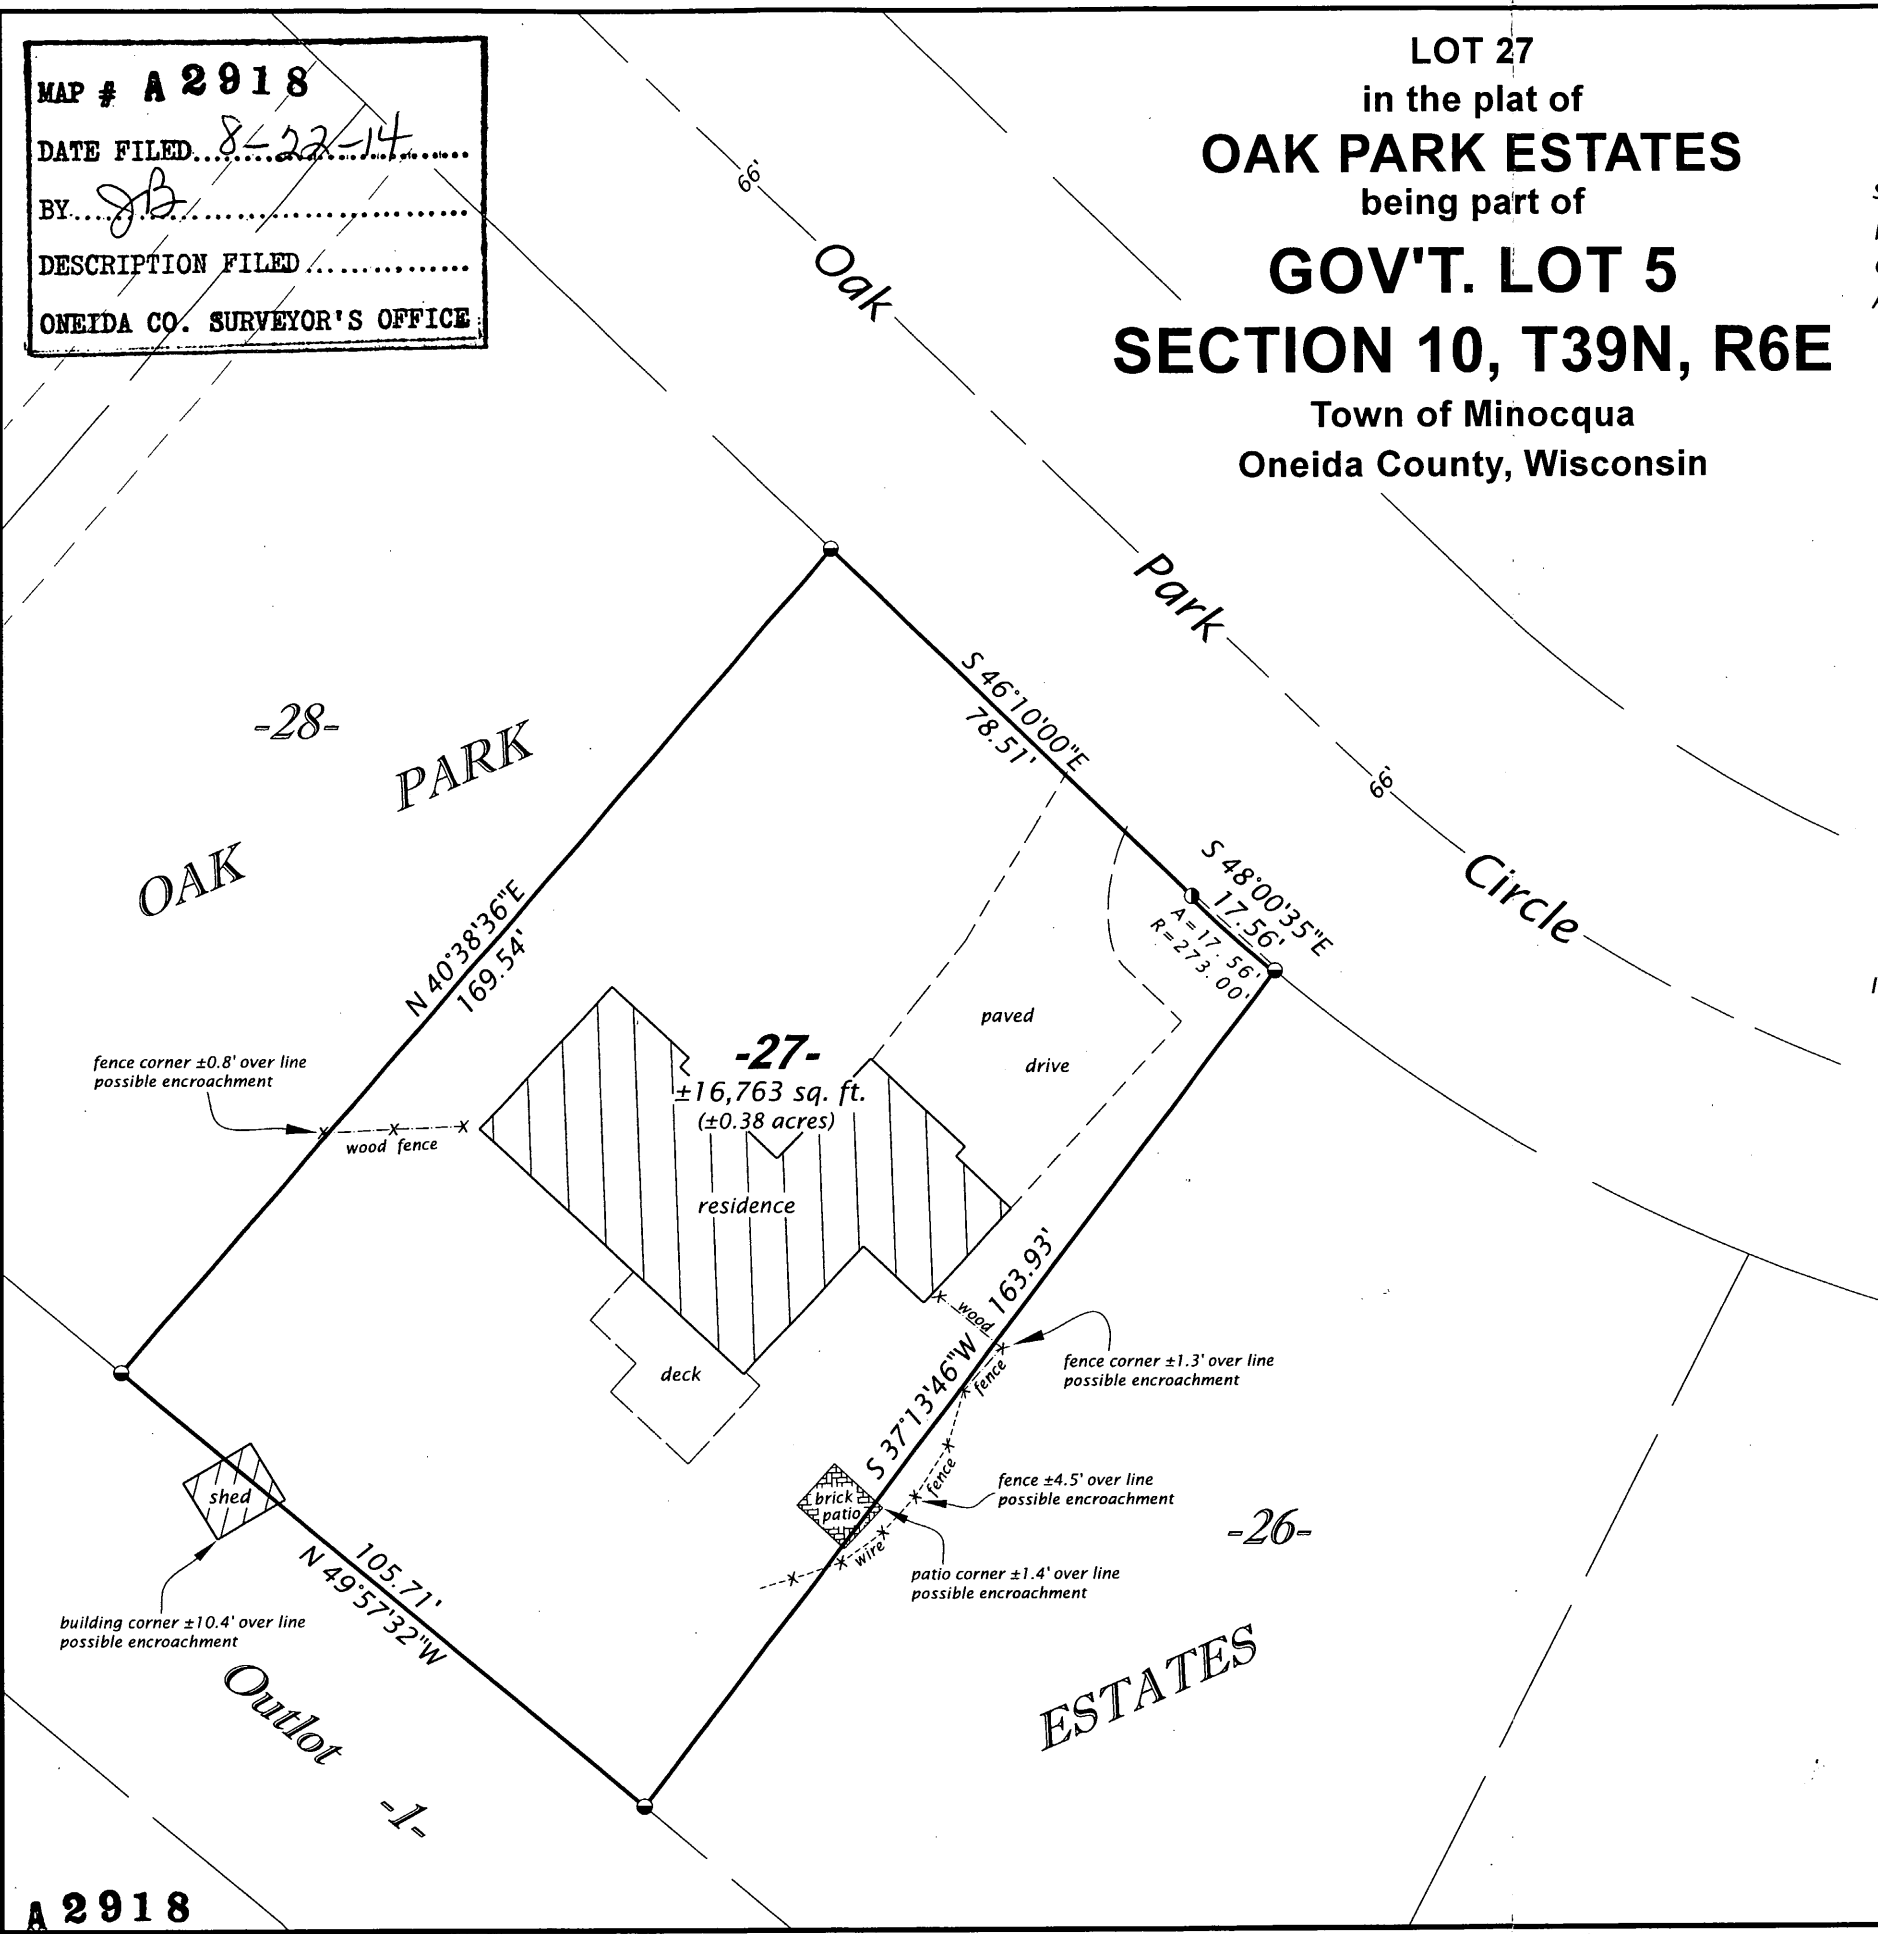 MAP # A 2918
DATE FILED 8-22-14
BY JB
DESCRIPTION FILED
ONEIDA CO. SURVEYOR'S OFFICE
LOT 27
in the plat of
OAK PARK ESTATES
being part of
GOV'T. LOT 5
SECTION 10, T39N, R6E
Town of Minocqua
Oneida County, Wisconsin
66'
Oak
Park
66'
Circle
S 46°10'00"E
78.51'
S 48°00'35"E
17.56'
A=17.56'
R=273.00'
-28-
PARK
OAK
N 40°38'36"E
169.54'
paved
drive
-27-
±16,763 sq. ft.
(±0.38 acres)
fence corner ±0.8' over line
possible encroachment
wood fence
residence
163.93'
S 37°13'46"W
wood
fence
fence corner ±1.3' over line
possible encroachment
deck
fence
wire
fence ±4.5' over line
possible encroachment
brick
patio
patio corner ±1.4' over line
possible encroachment
shed
-26-
105.71'
N 49°57'32"W
building corner ±10.4' over line
possible encroachment
Outlot
-1-
ESTATES
A 2918